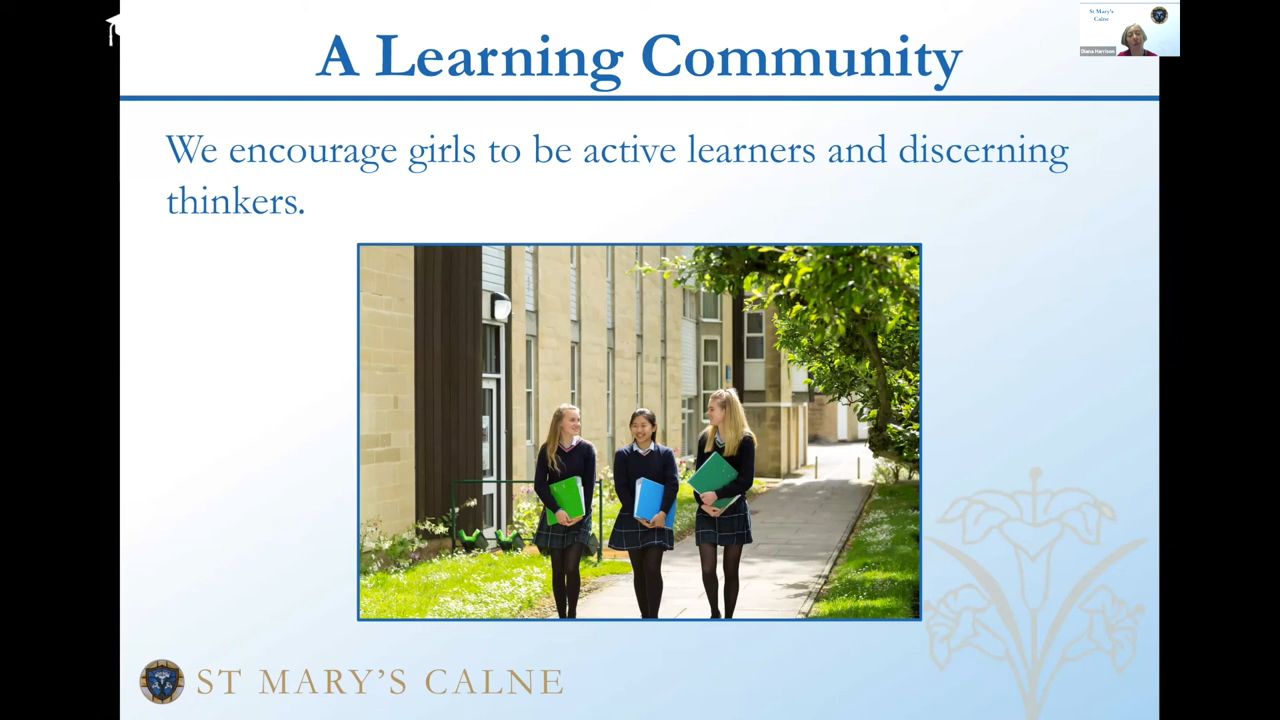 A Learning Community
St Mary's
Calne
Diana Harrison
We encourage girls to be active learners and discerning
thinkers.
ST MARY'S CALNE